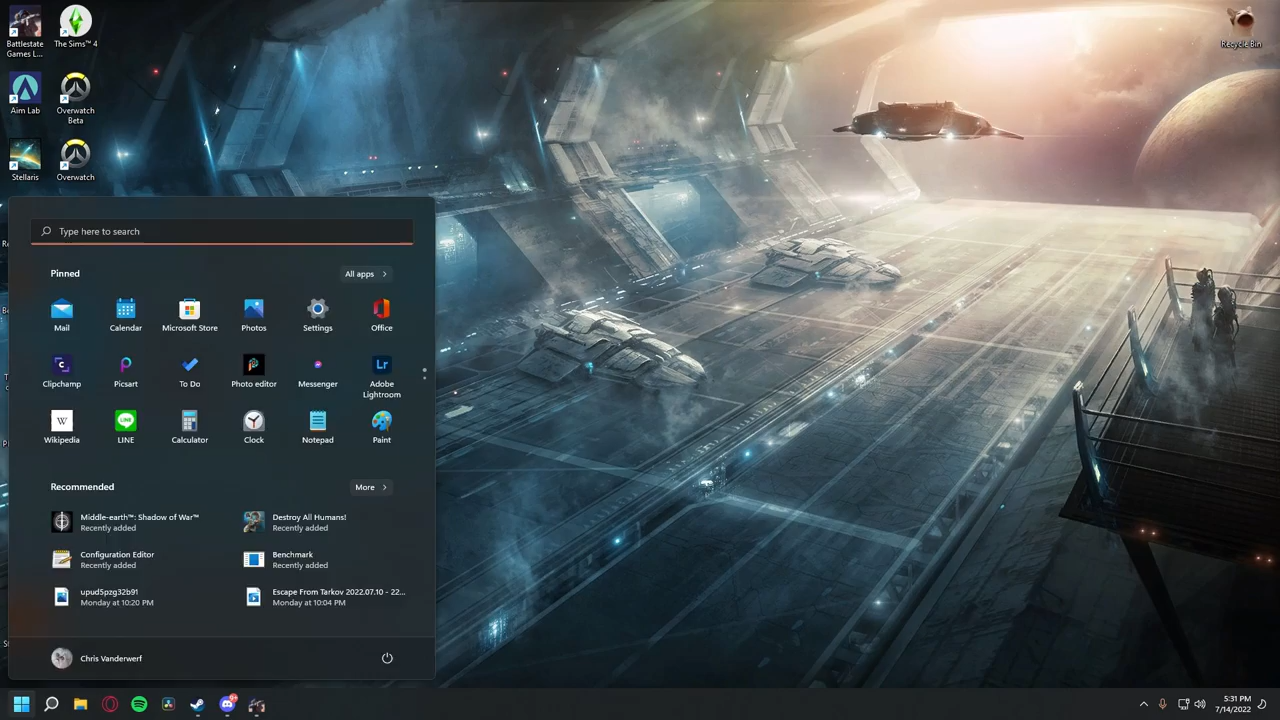 Battlestate
Games L...
The Sims™ 4
Recycle Bin
Aim Lab
Overwatch
Beta
Stellaris
Overwatch
Type here to search
Pinned
All apps
Mail
Calendar
Microsoft Store
Photos
Settings
Office
Clipchamp
Picsart
To Do
Photo editor
Messenger
Lr
Adobe
Lightroom
W
Wikipedia
LINE
LINE
Calculator
Clock
Notepad
Paint
Recommended
More
Middle-earth™: Shadow of War™
Recently added
Destroy All Humans!
Recently added
Configuration Editor
Recently added
Benchmark
Recently added
upud5pzg32b91
Monday at 10:20 PM
Escape From Tarkov 2022.07.10 - 22...
Monday at 10:04 PM
Chris Vanderwerf
5:31 PM
7/14/2022